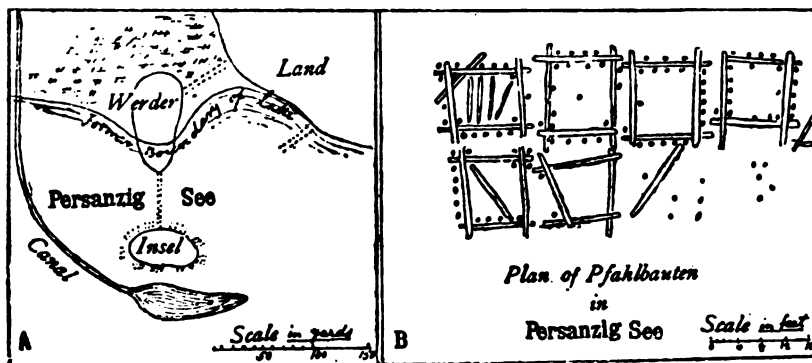 Land
Werder
Former Boundary of Lake
Persanzig See
Insel
Canal
A
Scale in yards
50 100 150
Plan of Pfahlbauten
in
Persanzig See
B
Scale in feet